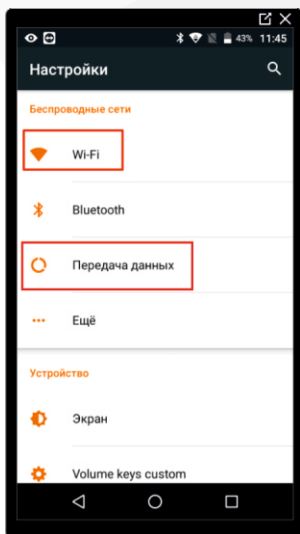 43% 11:45
Настройки
Беспроводные сети
Wi-Fi
Bluetooth
Передача данных
Ещё
Устройство
Экран
Volume keys custom